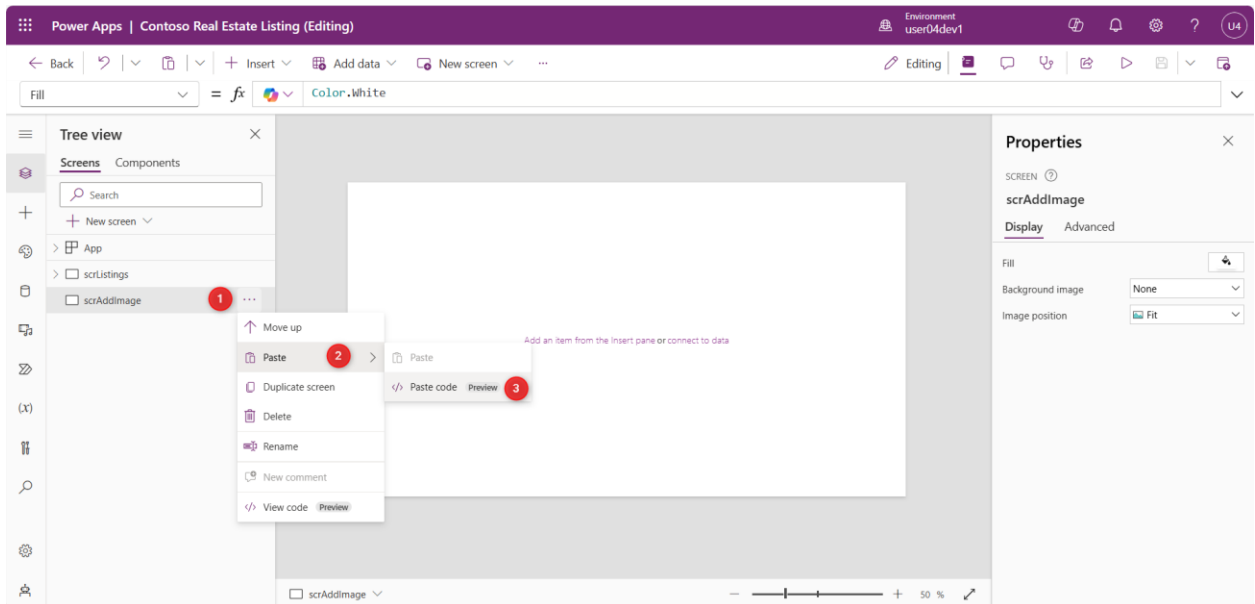 Power Apps | Contoso Real Estate Listing (Editing)
Environment
user04dev1
?
U4
Back
Insert
Add data
New screen
...
Editing
Fill
= fx
Color.White
Tree view
Screens Components
Search
New screen
App
scrListings
scrAddImage
1
...
Move up
Paste
2
Duplicate screen
Delete
Rename
New comment
View code Preview
Paste
Paste code Preview
3
Add an item from the Insert pane or connect to data
(x)
Properties
SCREEN ?
scrAddImage
Display Advanced
Fill
Background image None
Image position Fit
scrAddImage
50 %